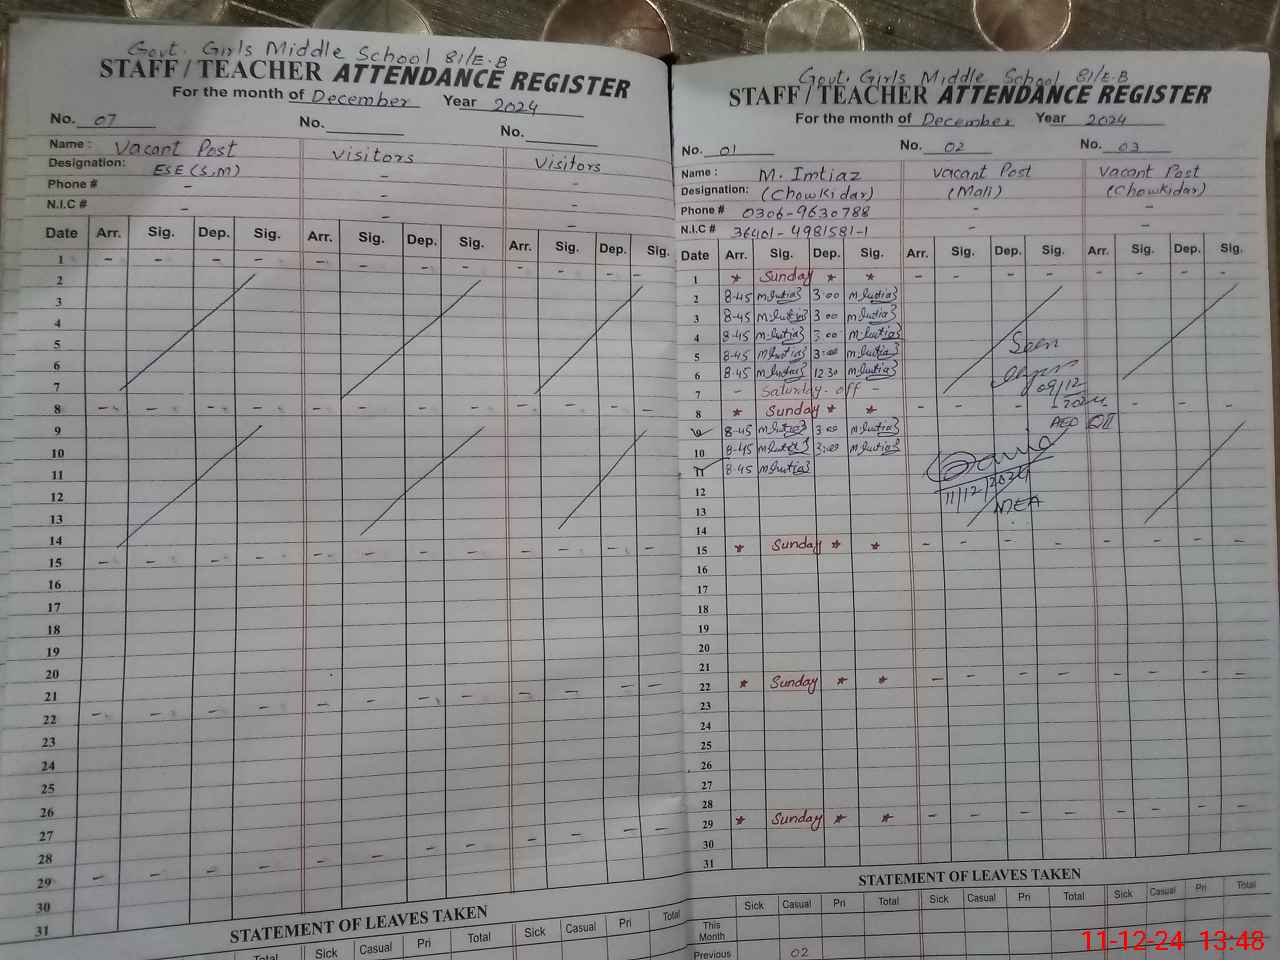 Govt. Girls Middle School 81/E.B
STAFF / TEACHER ATTENDANCE REGISTER
For the month of December Year 2024
No. 07 No. No.
Name : Vacant Post Visitors Visitors
Designation: ESE (S,M) - -
Phone # - - -
N.I.C # - - -
Date Arr. Sig. Dep. Sig. Arr. Sig. Dep. Sig. Arr. Sig. Dep. Sig.
1 - - - - - - - - - - - -
2
3
4
5
6
7
8 - - - - - - - - - - - -
9
10
11
12
13
14
15 - - - - - - - - - - - -
16
17
18
19
20
21
22 - - - - - - - - - - - -
23
24
25
26
27
28
29 - - - - - - - - - - - -
30
31
STATEMENT OF LEAVES TAKEN
Total Sick Casual Pri Total Sick Casual Pri Total
Govt. Girls Middle School 81/E.B
STAFF / TEACHER ATTENDANCE REGISTER
For the month of December Year 2024
No. 01 No. 02 No. 03
Name : M. Imtiaz Vacant Post Vacant Post
Designation: (Chowkidar) (Mali) (Chowkidar)
Phone # 0306-9630788 - -
N.I.C # 36401-4981581-1 - -
Date Arr. Sig. Dep. Sig. Arr. Sig. Dep. Sig. Arr. Sig. Dep. Sig.
1 * Sunday * * - - - - - - - -
2 8-45 M.Imtiaz 3:00 M.Imtiaz
3 8-45 M.Imtiaz 3:00 M.Imtiaz
4 8-45 M.Imtiaz 3:00 M.Imtiaz Seen
5 8-45 M.Imtiaz 3:00 M.Imtiaz
6 8-45 M.Imtiaz 12 30 M.Imtiaz 09/12
7 - Saturday off - 2024
8 * Sunday * * - - - - - - - -
9 8-45 M.Imtiaz 3:00 M.Imtiaz AEO
10 8-45 M.Imtiaz 3:00 M.Imtiaz
11 8-45 M.Imtiaz 11/12/2024
12 MEA
13
14
15 * Sunday * * - - - - - - - -
16
17
18
19
20
21
22 * Sunday * * - - - - - - - -
23
24
25
26
27
28
29 * Sunday * * - - - - - - - -
30
31
STATEMENT OF LEAVES TAKEN
Sick Casual Pri Total Sick Casual Pri Total Sick Casual Pri Total
This Month
Previous 02
11-12-24 13:48